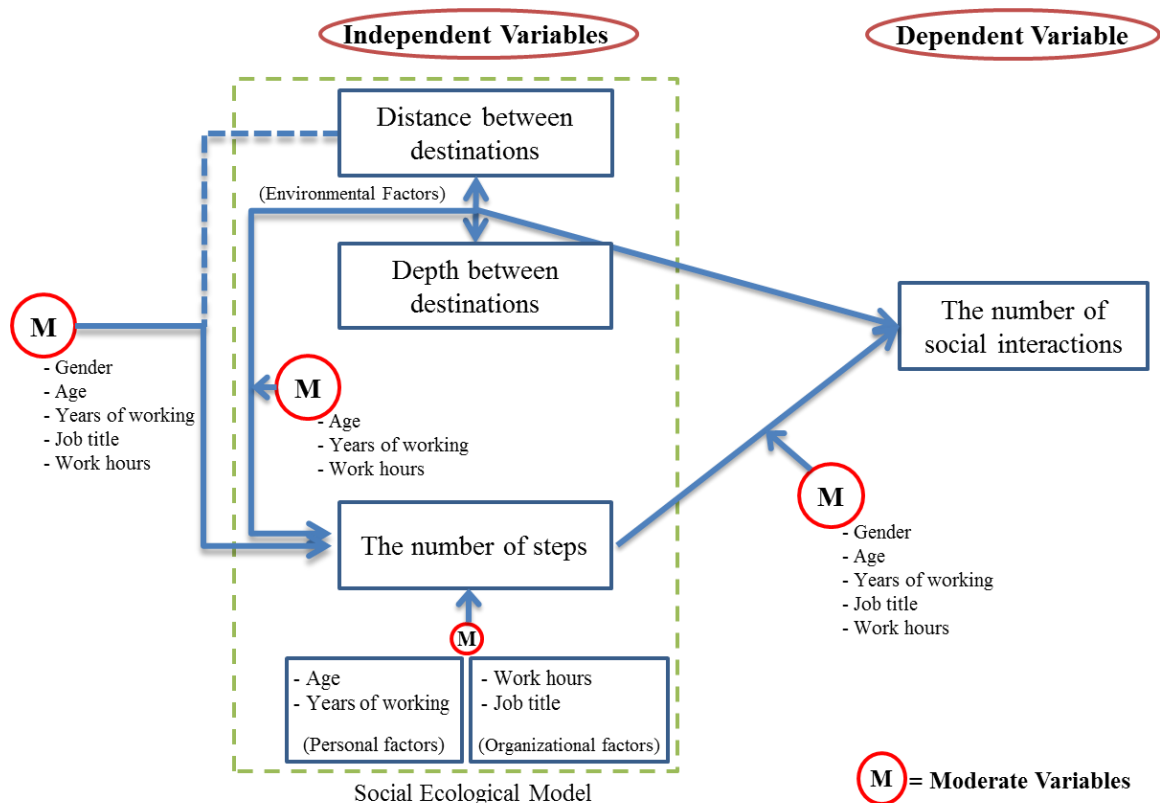 Independent Variables
Dependent Variable
Distance between
destinations
(Environmental Factors)
Depth between
destinations
M
- Gender
- Age
- Years of working
- Job title
- Work hours
M
- Age
- Years of working
- Work hours
The number of
social interactions
The number of steps
M
- Gender
- Age
- Years of working
- Job title
- Work hours
M
- Age
- Years of working
(Personal factors)
- Work hours
- Job title
(Organizational factors)
Social Ecological Model
M = Moderate Variables